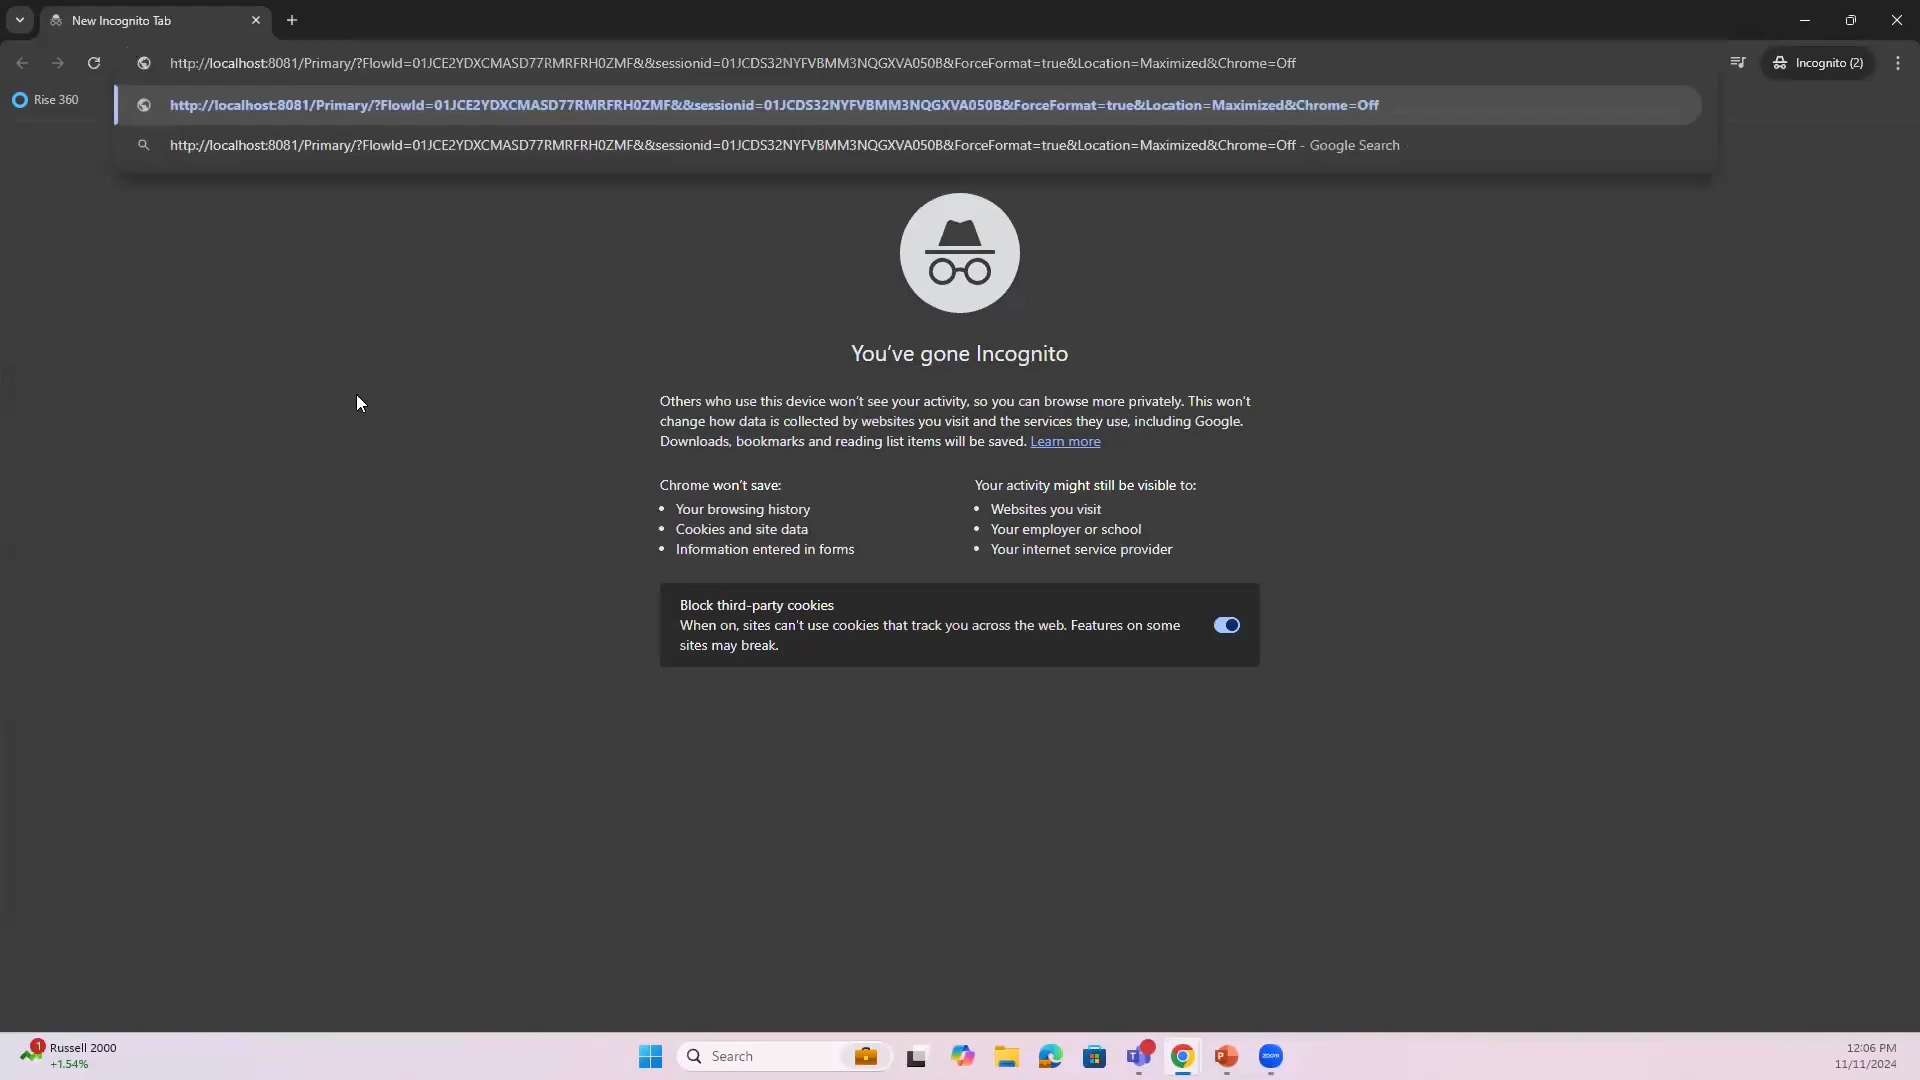 New Incognito Tab
http://localhost:8081/Primary/?FlowId=01JCE2YDXCMASD77RMRFRH0ZMF&&sessionid=01JCDS32NYFVBMM3NQGXVA050B&ForceFormat=true&Location=Maximized&Chrome=Off
Incognito (2)
Rise 360
http://localhost:8081/Primary/?FlowId=01JCE2YDXCMASD77RMRFRH0ZMF&&sessionid=01JCDS32NYFVBMM3NQGXVA050B&ForceFormat=true&Location=Maximized&Chrome=Off
http://localhost:8081/Primary/?FlowId=01JCE2YDXCMASD77RMRFRH0ZMF&&sessionid=01JCDS32NYFVBMM3NQGXVA050B&ForceFormat=true&Location=Maximized&Chrome=Off - Google Search
You've gone Incognito
Others who use this device won't see your activity, so you can browse more privately. This won't
change how data is collected by websites you visit and the services they use, including Google.
Downloads, bookmarks and reading list items will be saved. Learn more
Chrome won't save:
• Your browsing history
• Cookies and site data
• Information entered in forms
Your activity might still be visible to:
• Websites you visit
• Your employer or school
• Your internet service provider
Block third-party cookies
When on, sites can't use cookies that track you across the web. Features on some
sites may break.
1
Russell 2000
+1.54%
Search
zoom
12:06 PM
11/11/2024